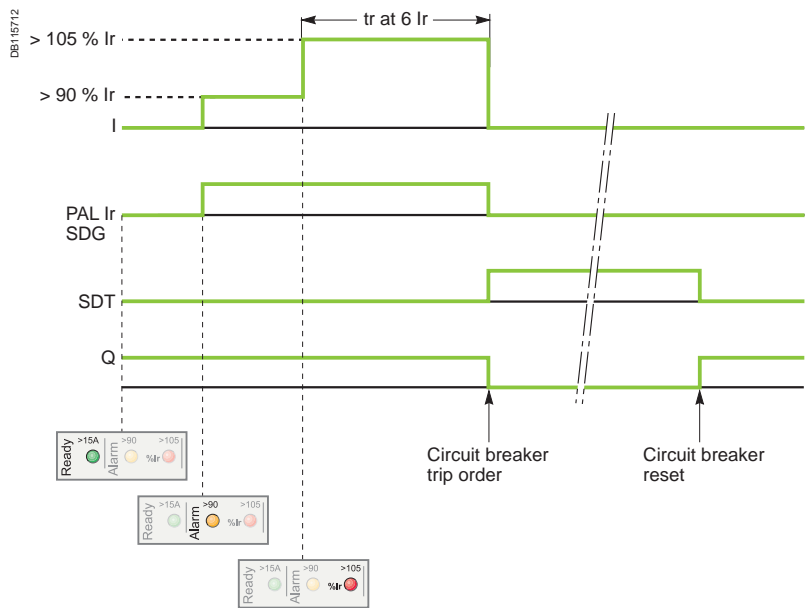 DB115712
tr at 6 Ir
> 105 % Ir
> 90 % Ir
I
PAL Ir
SDG
SDT
Q
Circuit breaker
trip order
Circuit breaker
reset
Ready >15A Alarm >90 %Ir >105
Ready >15A Alarm >90 %Ir >105
Ready >15A Alarm >90 %Ir >105